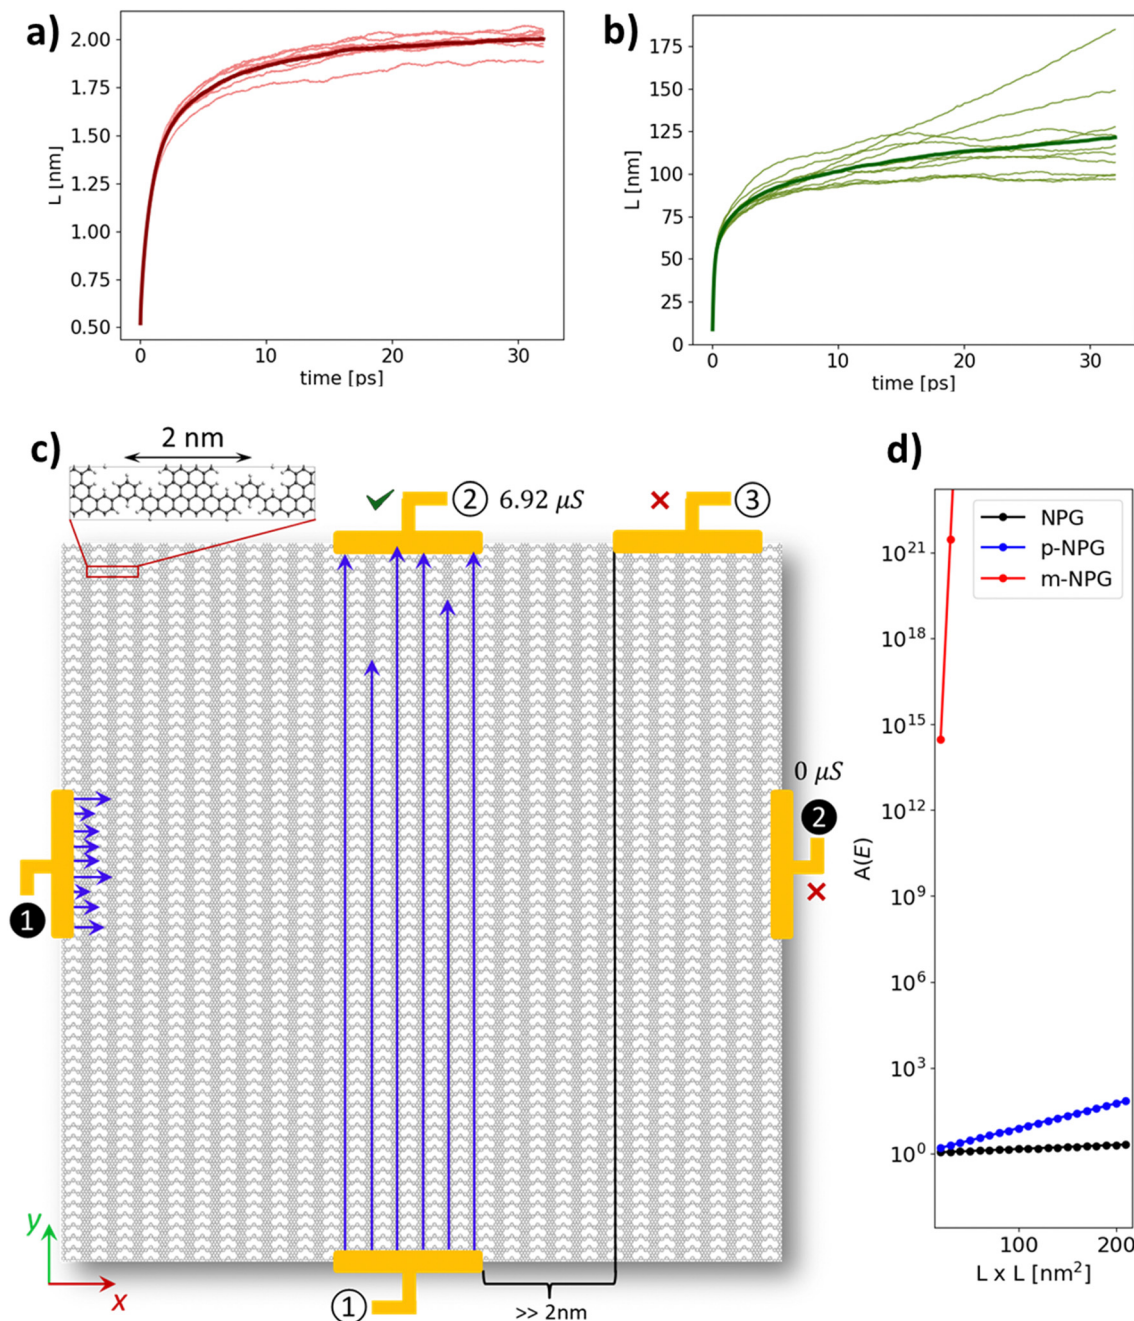 a)
2.00
1.75
1.50
1.25
1.00
0.75
0.50
L [nm]
0 10 20 30
time [ps]
b)
175
150
125
100
75
50
25
0
L [nm]
0 10 20 30
time [ps]
c)
2 nm
2 6.92 μS
3
0 μS
2
1
1
>> 2nm
y
x
d)
NPG
p-NPG
m-NPG
10^21
10^18
10^15
10^12
10^9
10^6
10^3
10^0
A(E)
100 200
L x L [nm²]